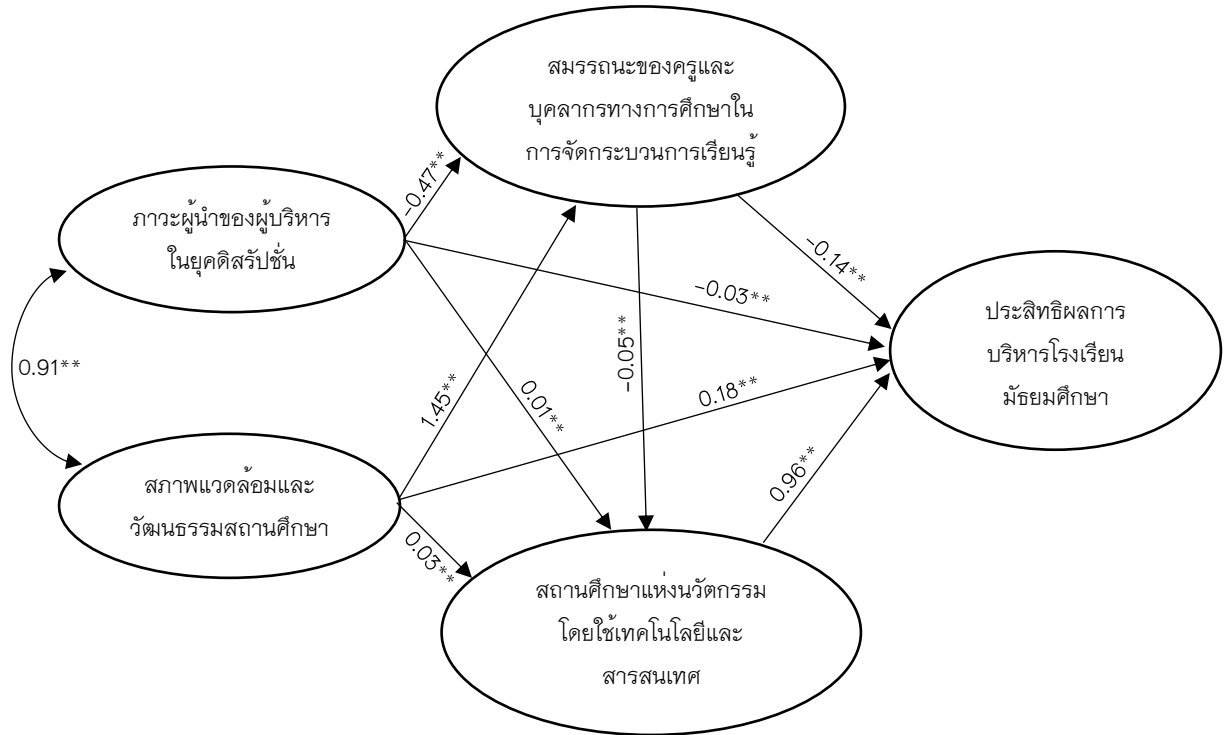 สมรรถนะของครูและ
บุคลากรทางการศึกษาใน
การจัดกระบวนการเรียนรู้
ภาวะผู้นำของผู้บริหาร
ในยุคดิสรัปชั่น
-0.47**
-0.14**
-0.03**
ประสิทธิผลการ
บริหารโรงเรียน
มัธยมศึกษา
-0.05**
0.91**
1.45**
0.01**
0.18**
0.96**
สภาพแวดล้อมและ
วัฒนธรรมสถานศึกษา
0.03**
สถานศึกษาแห่งนวัตกรรม
โดยใช้เทคโนโลยีและ
สารสนเทศ